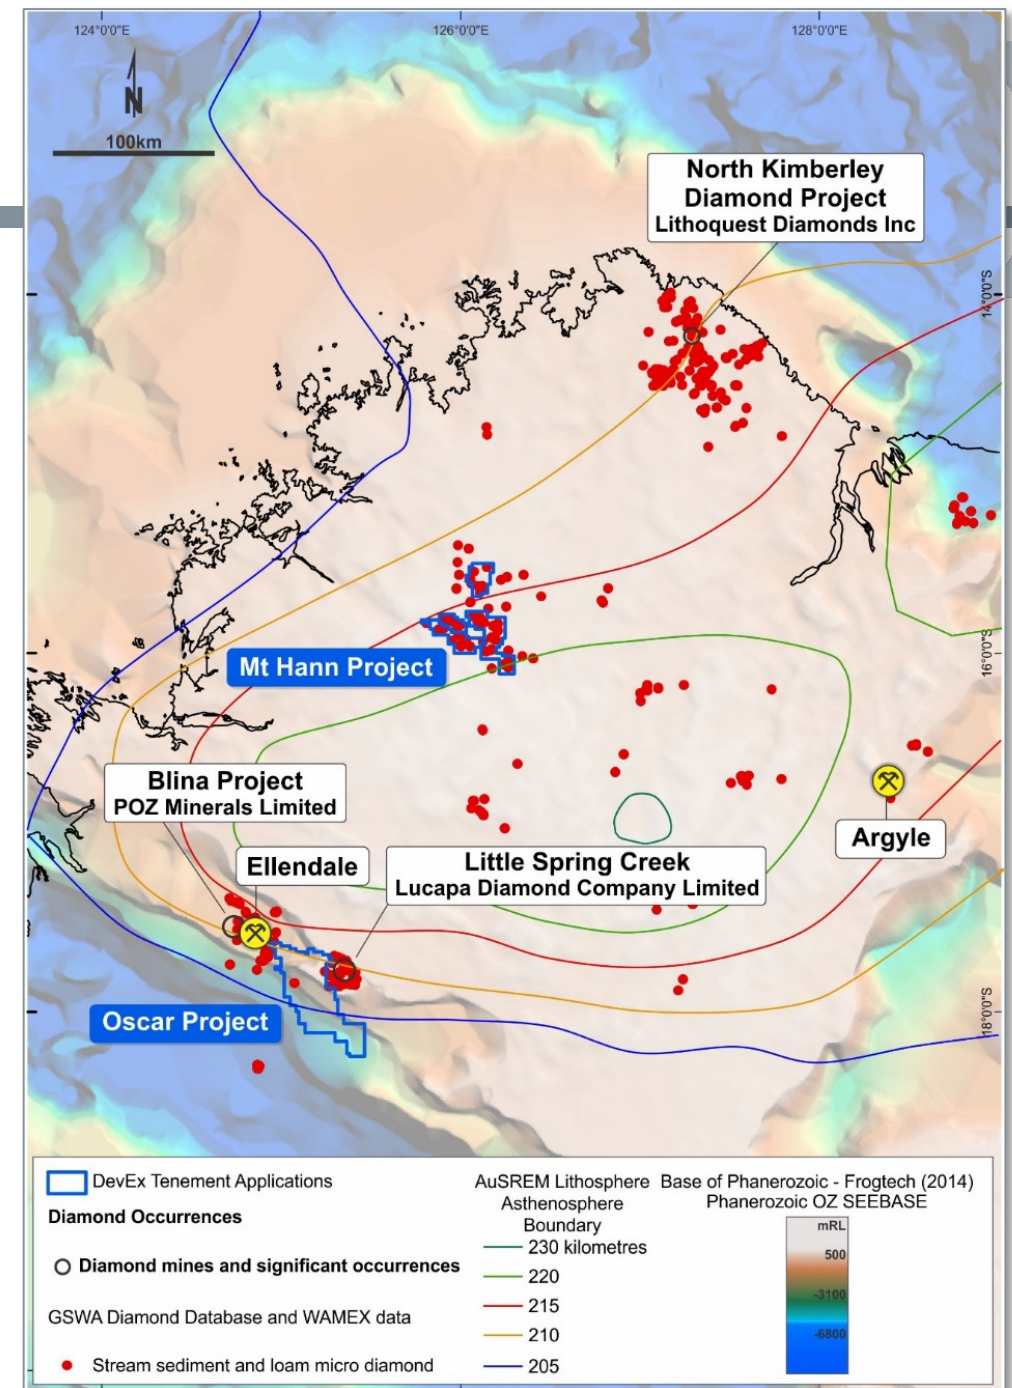 124°0'0"E
126°0'0"E
128°0'0"E
N
100km
North Kimberley
Diamond Project
Lithoquest Diamonds Inc
14°0'0"S
Mt Hann Project
16°0'0"S
Blina Project
POZ Minerals Limited
Ellendale
Little Spring Creek
Lucapa Diamond Company Limited
Argyle
Oscar Project
18°0'0"S
DevEx Tenement Applications
Diamond Occurrences
Diamond mines and significant occurrences
GSWA Diamond Database and WAMEX data
Stream sediment and loam micro diamond
AuSREM Lithosphere
Asthenosphere
Boundary
230 kilometres
220
215
210
205
Base of Phanerozoic - Frogtech (2014)
Phanerozoic OZ SEEBASE
mRL
500
-3100
-6800